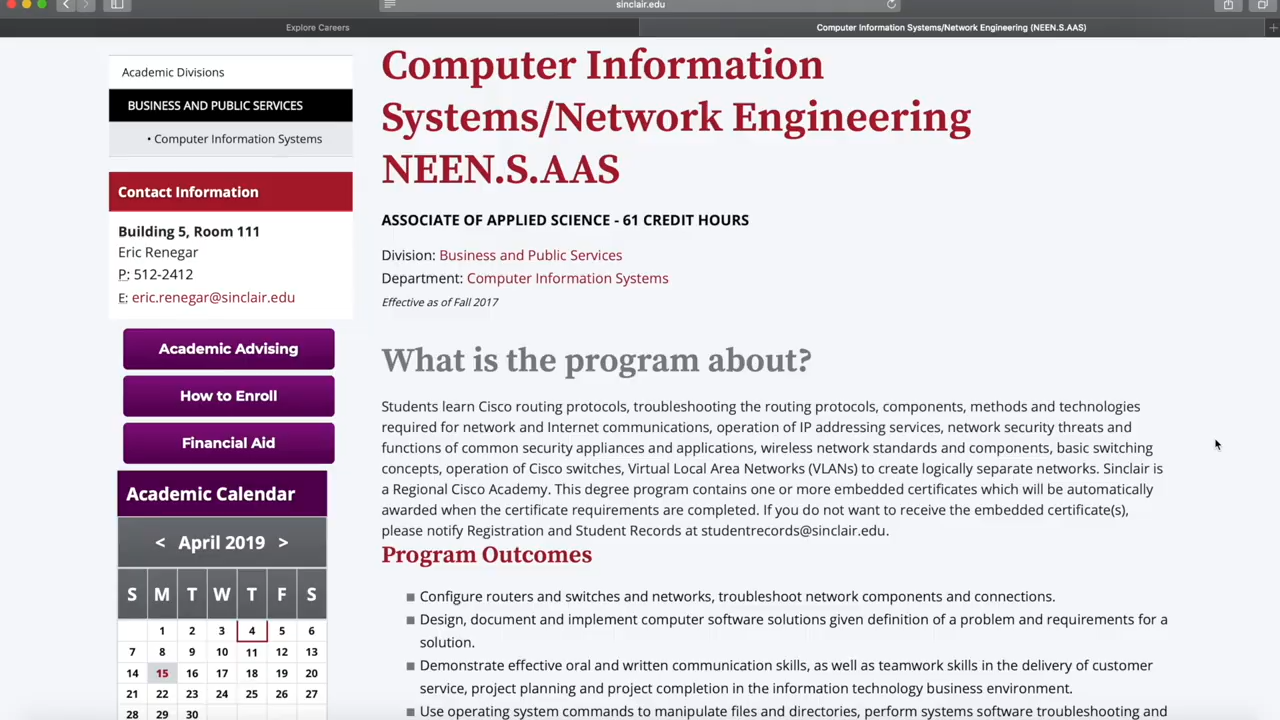 sinclair.edu
Explore Careers
Computer Information Systems/Network Engineering (NEEN.S.AAS)
Academic Divisions
BUSINESS AND PUBLIC SERVICES
• Computer Information Systems
Contact Information
Building 5, Room 111
Eric Renegar
P: 512-2412
E: eric.renegar@sinclair.edu
Academic Advising
How to Enroll
Financial Aid
Academic Calendar
< April 2019 >
S M T W T F S
1 2 3 4 5 6
7 8 9 10 11 12 13
14 15 16 17 18 19 20
21 22 23 24 25 26 27
28 29 30
Computer Information
Systems/Network Engineering
NEEN.S.AAS
ASSOCIATE OF APPLIED SCIENCE - 61 CREDIT HOURS
Division: Business and Public Services
Department: Computer Information Systems
Effective as of Fall 2017
What is the program about?
Students learn Cisco routing protocols, troubleshooting the routing protocols, components, methods and technologies
required for network and Internet communications, operation of IP addressing services, network security threats and
functions of common security appliances and applications, wireless network standards and components, basic switching
concepts, operation of Cisco switches, Virtual Local Area Networks (VLANs) to create logically separate networks. Sinclair is
a Regional Cisco Academy. This degree program contains one or more embedded certificates which will be automatically
awarded when the certificate requirements are completed. If you do not want to receive the embedded certificate(s),
please notify Registration and Student Records at studentrecords@sinclair.edu.
Program Outcomes
■ Configure routers and switches and networks, troubleshoot network components and connections.
■ Design, document and implement computer software solutions given definition of a problem and requirements for a
solution.
■ Demonstrate effective oral and written communication skills, as well as teamwork skills in the delivery of customer
service, project planning and project completion in the information technology business environment.
■ Use operating system commands to manipulate files and directories, perform systems software troubleshooting and